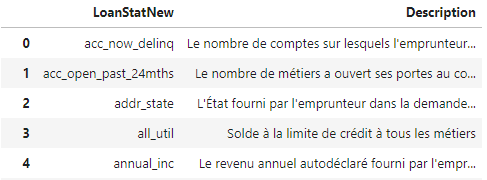 LoanStatNew Description
0 acc_now_delinq Le nombre de comptes sur lesquels l'emprunteur...
1 acc_open_past_24mths Le nombre de métiers a ouvert ses portes au co...
2 addr_state L'État fourni par l'emprunteur dans la demande...
3 all_util Solde à la limite de crédit à tous les métiers
4 annual_inc Le revenu annuel autodéclaré fourni par l'empr...